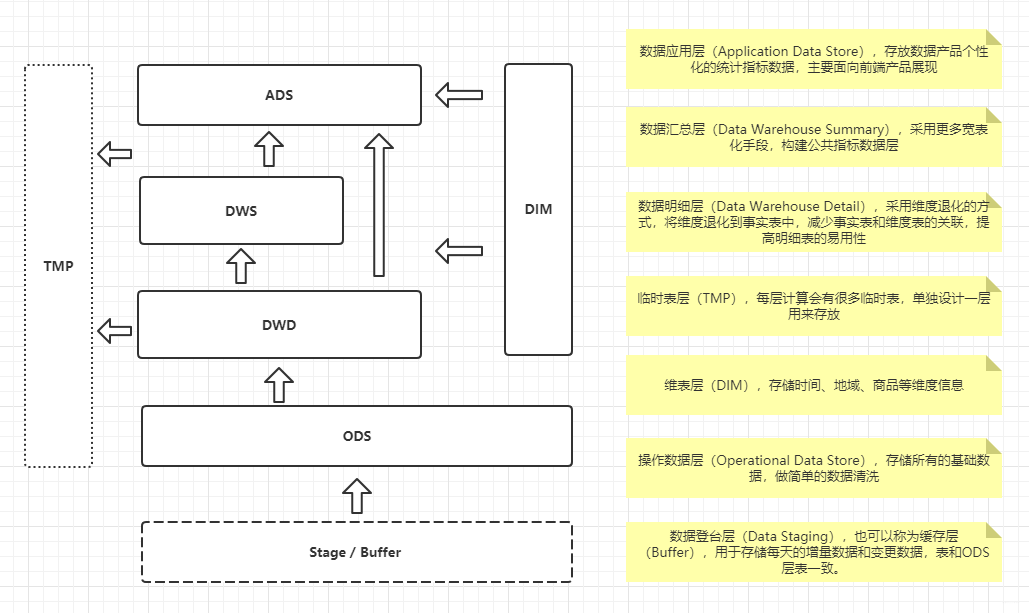 ADS
DWS
DIM
TMP
DWD
ODS
Stage / Buffer
数据应用层（Application Data Store），存放数据产品个性
化的统计指标数据，主要面向前端产品展现
数据汇总层（Data Warehouse Summary），采用更多宽表
化手段，构建公共指标数据层
数据明细层（Data Warehouse Detail），采用维度退化的方
式，将维度退化到事实表中，减少事实表和维度表的关联，提
高明细表的易用性
临时表层（TMP），每层计算会有很多临时表，单独设计一层
用来存放
维表层（DIM），存储时间、地域、商品等维度信息
操作数据层（Operational Data Store），存储所有的基础数
据，做简单的数据清洗
数据登台层（Data Staging），也可以称为缓存层
（Buffer），用于存储每天的增量数据和变更数据，表和ODS
层表一致。